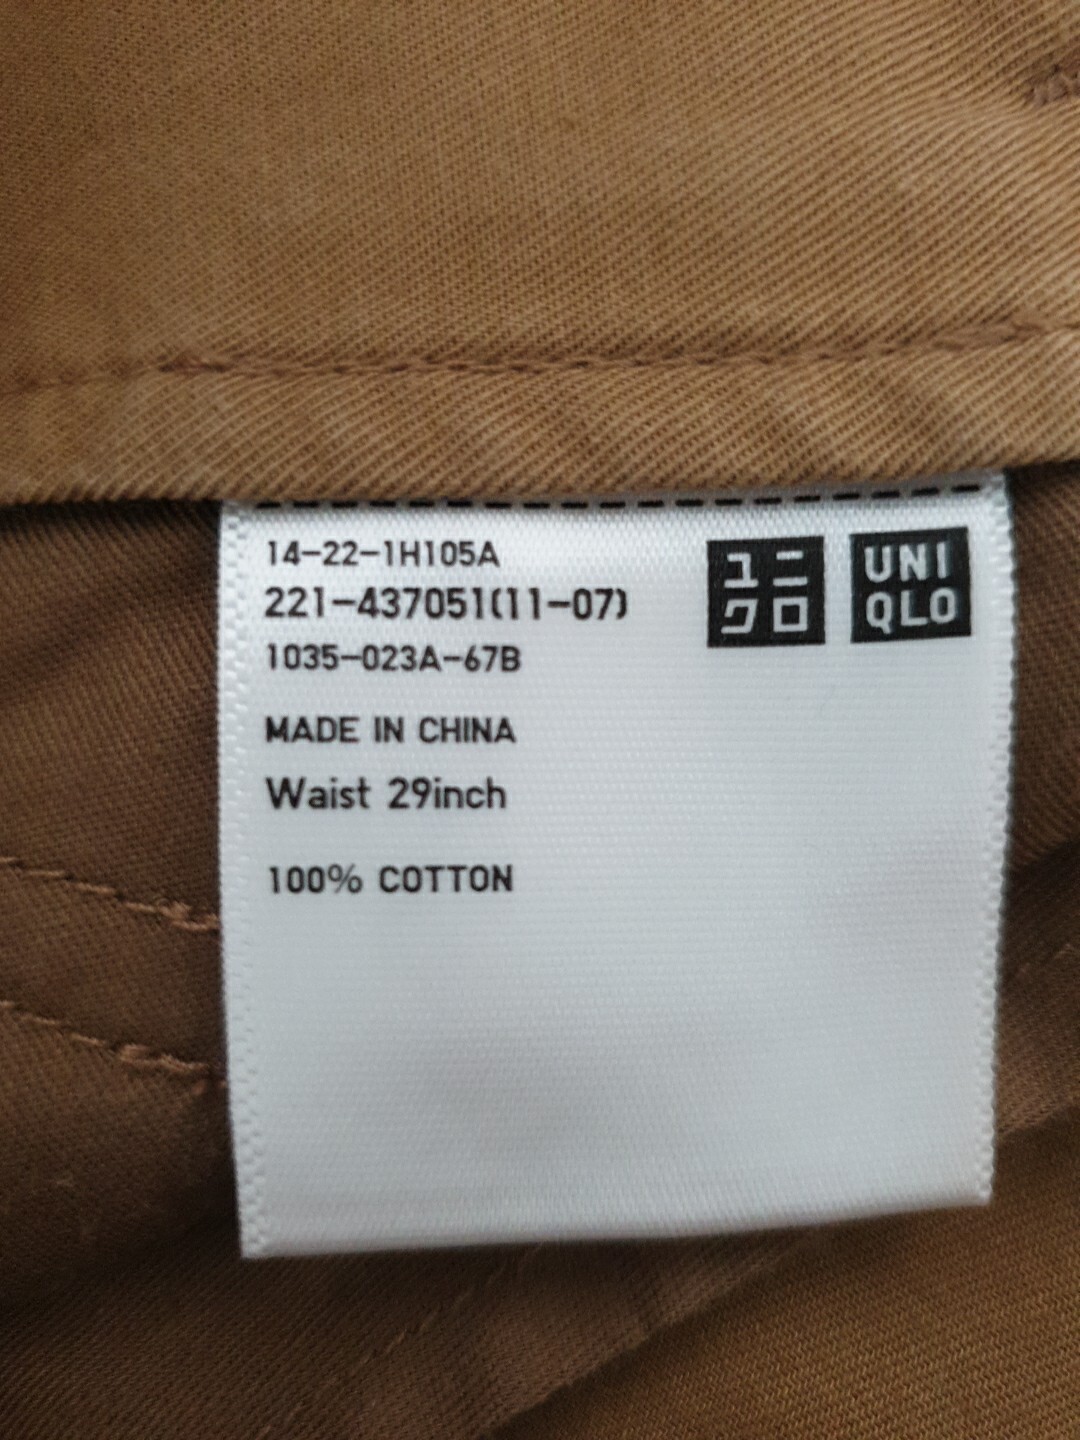 14-22-1H105A
221-437051(11-07)
1035-023A-67B
ユニ
クロ
UNI
QLO
MADE IN CHINA
Waist 29inch
100% COTTON